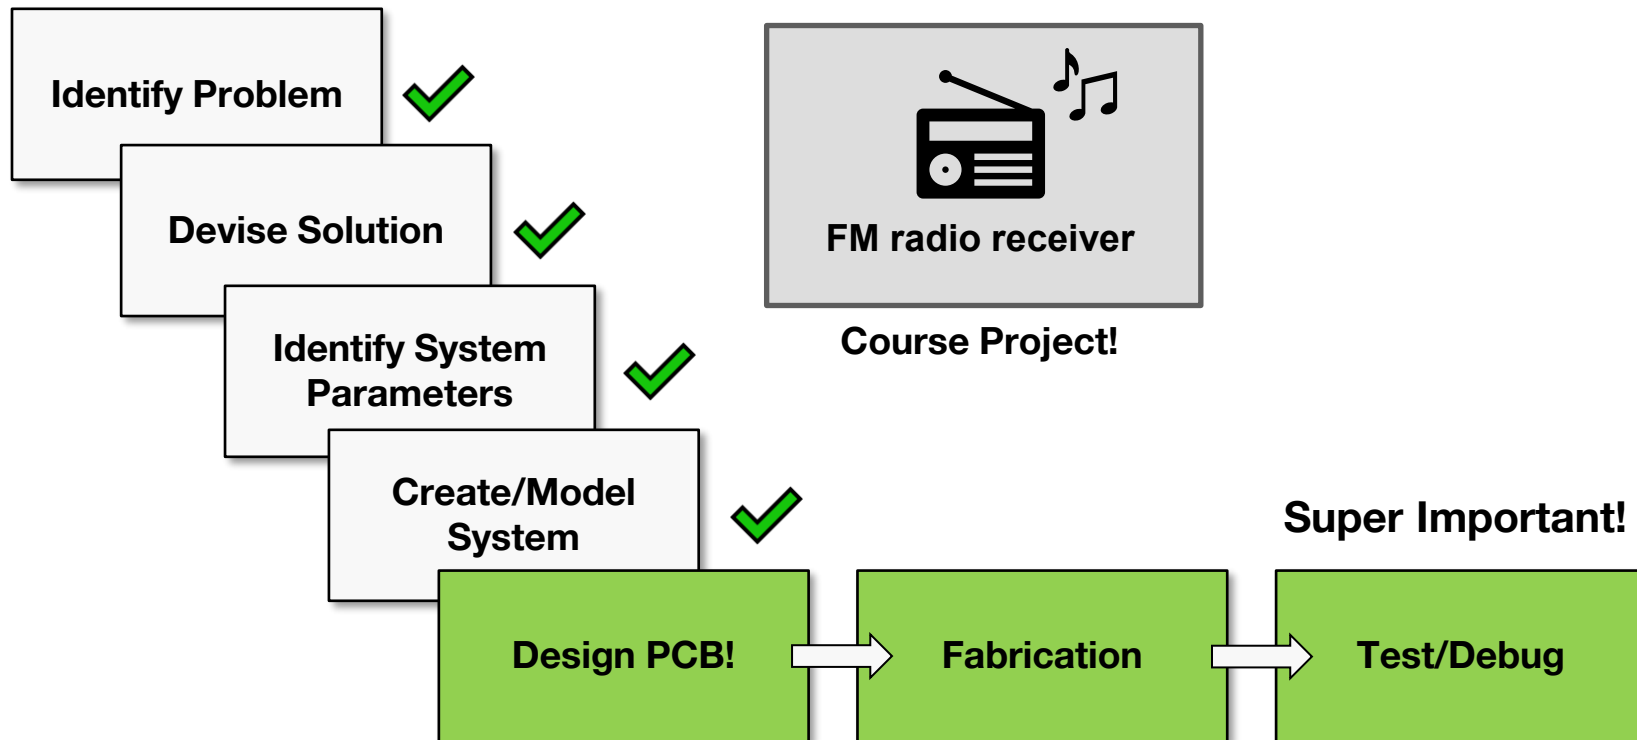 Identify Problem
Devise Solution
Identify System
Parameters
Create/Model
System
FM radio receiver
Course Project!
Super Important!
Design PCB!
Fabrication
Test/Debug